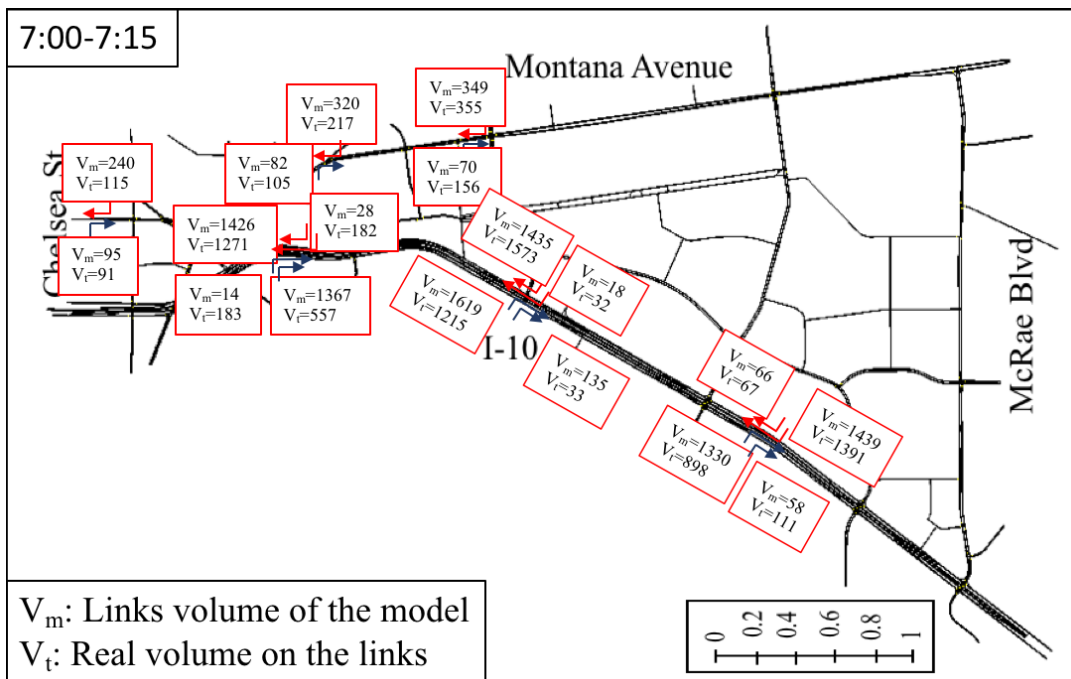 7:00-7:15
Montana Avenue
Vₘ=349
Vₜ=355
Vₘ=320
Vₜ=217
Vₘ=82
Vₜ=105
Vₘ=70
Vₜ=156
Vₘ=240
Vₜ=115
Chelsea St
Vₘ=1426
Vₜ=1271
Vₘ=28
Vₜ=182
Vₘ=95
Vₜ=91
Vₘ=14
Vₜ=183
Vₘ=1367
Vₜ=557
Vₘ=1435
Vₜ=1573
Vₘ=18
Vₜ=32
Vₘ=1619
Vₜ=1215
I-10
Vₘ=135
Vₜ=33
Vₘ=66
Vₜ=67
McRae Blvd
Vₘ=1439
Vₜ=1391
Vₘ=1330
Vₜ=898
Vₘ=58
Vₜ=111
Vₘ: Links volume of the model
Vₜ: Real volume on the links
0 0.2 0.4 0.6 0.8 1